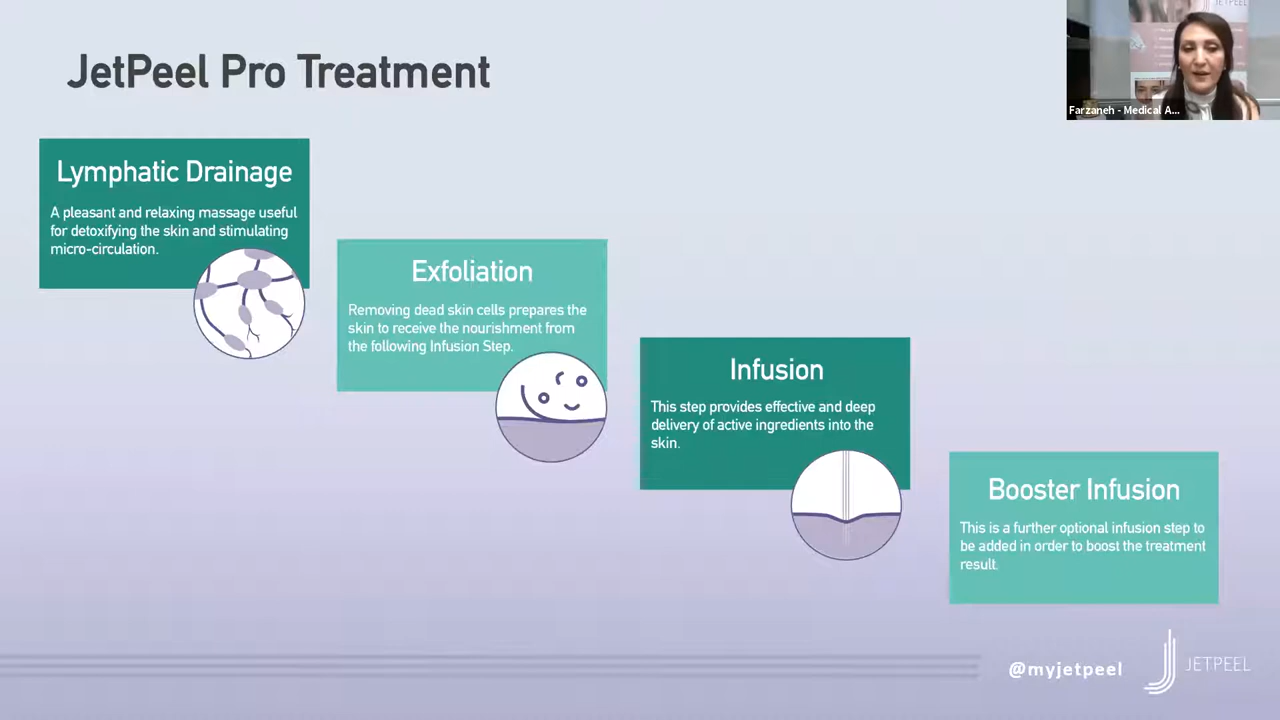 JetPeel Pro Treatment
JETPEEL
JETPEEL
Farzaneh - Medical A...
Lymphatic Drainage
A pleasant and relaxing massage useful
for detoxifying the skin and stimulating
micro-circulation.
Exfoliation
Removing dead skin cells prepares the
skin to receive the nourishment from
the following Infusion Step.
Infusion
This step provides effective and deep
delivery of active ingredients into the
skin.
Booster Infusion
This is a further optional infusion step to
be added in order to boost the treatment
result.
@myjetpeel
JETPEEL